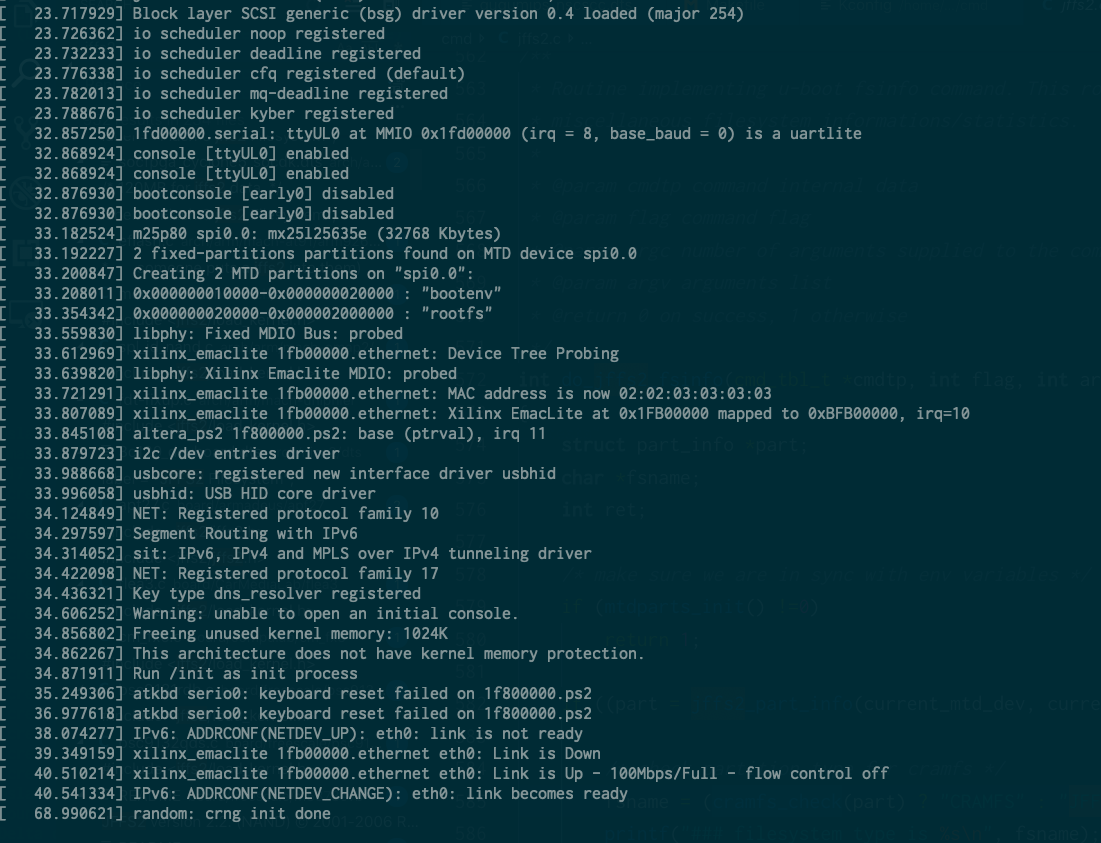 [   23.717929] Block layer SCSI generic (bsg) driver version 0.4 loaded (major 254)
[   23.726362] io scheduler noop registered
[   23.732233] io scheduler deadline registered
[   23.776338] io scheduler cfq registered (default)
[   23.782013] io scheduler mq-deadline registered
[   23.788676] io scheduler kyber registered
[   32.857250] 1fd00000.serial: ttyUL0 at MMIO 0x1fd00000 (irq = 8, base_baud = 0) is a uartlite
[   32.868924] console [ttyUL0] enabled
[   32.868924] console [ttyUL0] enabled
[   32.876930] bootconsole [early0] disabled
[   32.876930] bootconsole [early0] disabled
[   33.182524] m25p80 spi0.0: mx25l25635e (32768 Kbytes)
[   33.192227] 2 fixed-partitions partitions found on MTD device spi0.0
[   33.200847] Creating 2 MTD partitions on "spi0.0":
[   33.208011] 0x000000010000-0x000000020000 : "bootenv"
[   33.354342] 0x000000020000-0x000002000000 : "rootfs"
[   33.559830] libphy: Fixed MDIO Bus: probed
[   33.612969] xilinx_emaclite 1fb00000.ethernet: Device Tree Probing
[   33.639820] libphy: Xilinx Emaclite MDIO: probed
[   33.721291] xilinx_emaclite 1fb00000.ethernet: MAC address is now 02:02:03:03:03:03
[   33.807089] xilinx_emaclite 1fb00000.ethernet: Xilinx EmacLite at 0x1FB00000 mapped to 0xBFB00000, irq=10
[   33.845108] altera_ps2 1f800000.ps2: base (ptrval), irq 11
[   33.879723] i2c /dev entries driver
[   33.988668] usbcore: registered new interface driver usbhid
[   33.996058] usbhid: USB HID core driver
[   34.124849] NET: Registered protocol family 10
[   34.297597] Segment Routing with IPv6
[   34.314052] sit: IPv6, IPv4 and MPLS over IPv4 tunneling driver
[   34.422098] NET: Registered protocol family 17
[   34.436321] Key type dns_resolver registered
[   34.606252] Warning: unable to open an initial console.
[   34.856802] Freeing unused kernel memory: 1024K
[   34.862267] This architecture does not have kernel memory protection.
[   34.871911] Run /init as init process
[   35.249306] atkbd serio0: keyboard reset failed on 1f800000.ps2
[   36.977618] atkbd serio0: keyboard reset failed on 1f800000.ps2
[   38.074277] IPv6: ADDRCONF(NETDEV_UP): eth0: link is not ready
[   39.349159] xilinx_emaclite 1fb00000.ethernet eth0: Link is Down
[   40.510214] xilinx_emaclite 1fb00000.ethernet eth0: Link is Up - 100Mbps/Full - flow control off
[   40.541334] IPv6: ADDRCONF(NETDEV_CHANGE): eth0: link becomes ready
[   68.990621] random: crng init done